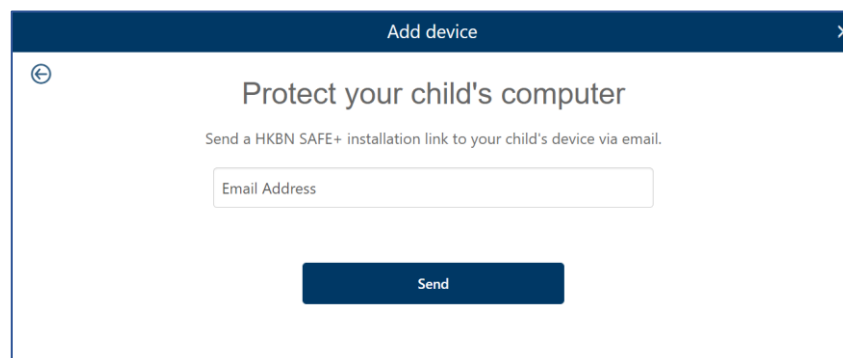 Add device
Protect your child's computer
Send a HKBN SAFE+ installation link to your child's device via email.
Email Address
Send